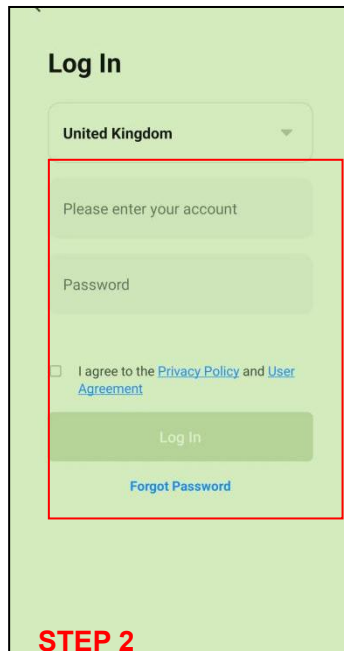 Log In
United Kingdom
Please enter your account
Password
I agree to the Privacy Policy and User
Agreement
Log In
Forgot Password
STEP 2